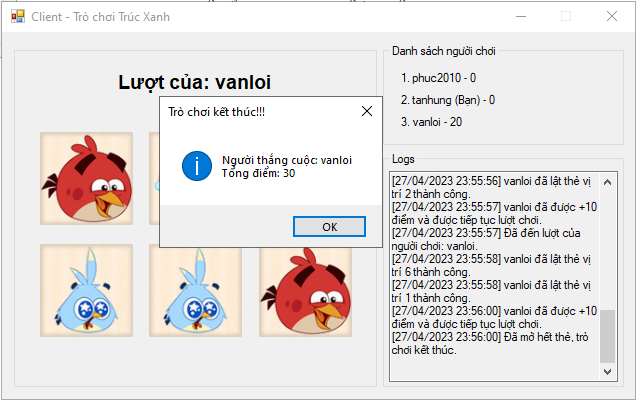 Client - Trò chơi Trúc Xanh
Lượt của: vanloi
Trò chơi kết thúc!!!
Người thắng cuộc: vanloi
Tổng điểm: 30
OK
Danh sách người chơi
1. phuc2010 - 0
2. tanhung (Bạn) - 0
3. vanloi - 20
Logs
[27/04/2023 23:55:56] vanloi đã lật thẻ vị
trí 2 thành công.
[27/04/2023 23:55:57] vanloi đã được +10
điểm và được tiếp tục lượt chơi.
[27/04/2023 23:55:57] Đã đến lượt của
người chơi: vanloi.
[27/04/2023 23:55:58] vanloi đã lật thẻ vị
trí 6 thành công.
[27/04/2023 23:55:58] vanloi đã lật thẻ vị
trí 1 thành công.
[27/04/2023 23:56:00] vanloi đã được +10
điểm và được tiếp tục lượt chơi.
[27/04/2023 23:56:00] Đã mở hết thẻ, trò
chơi kết thúc.